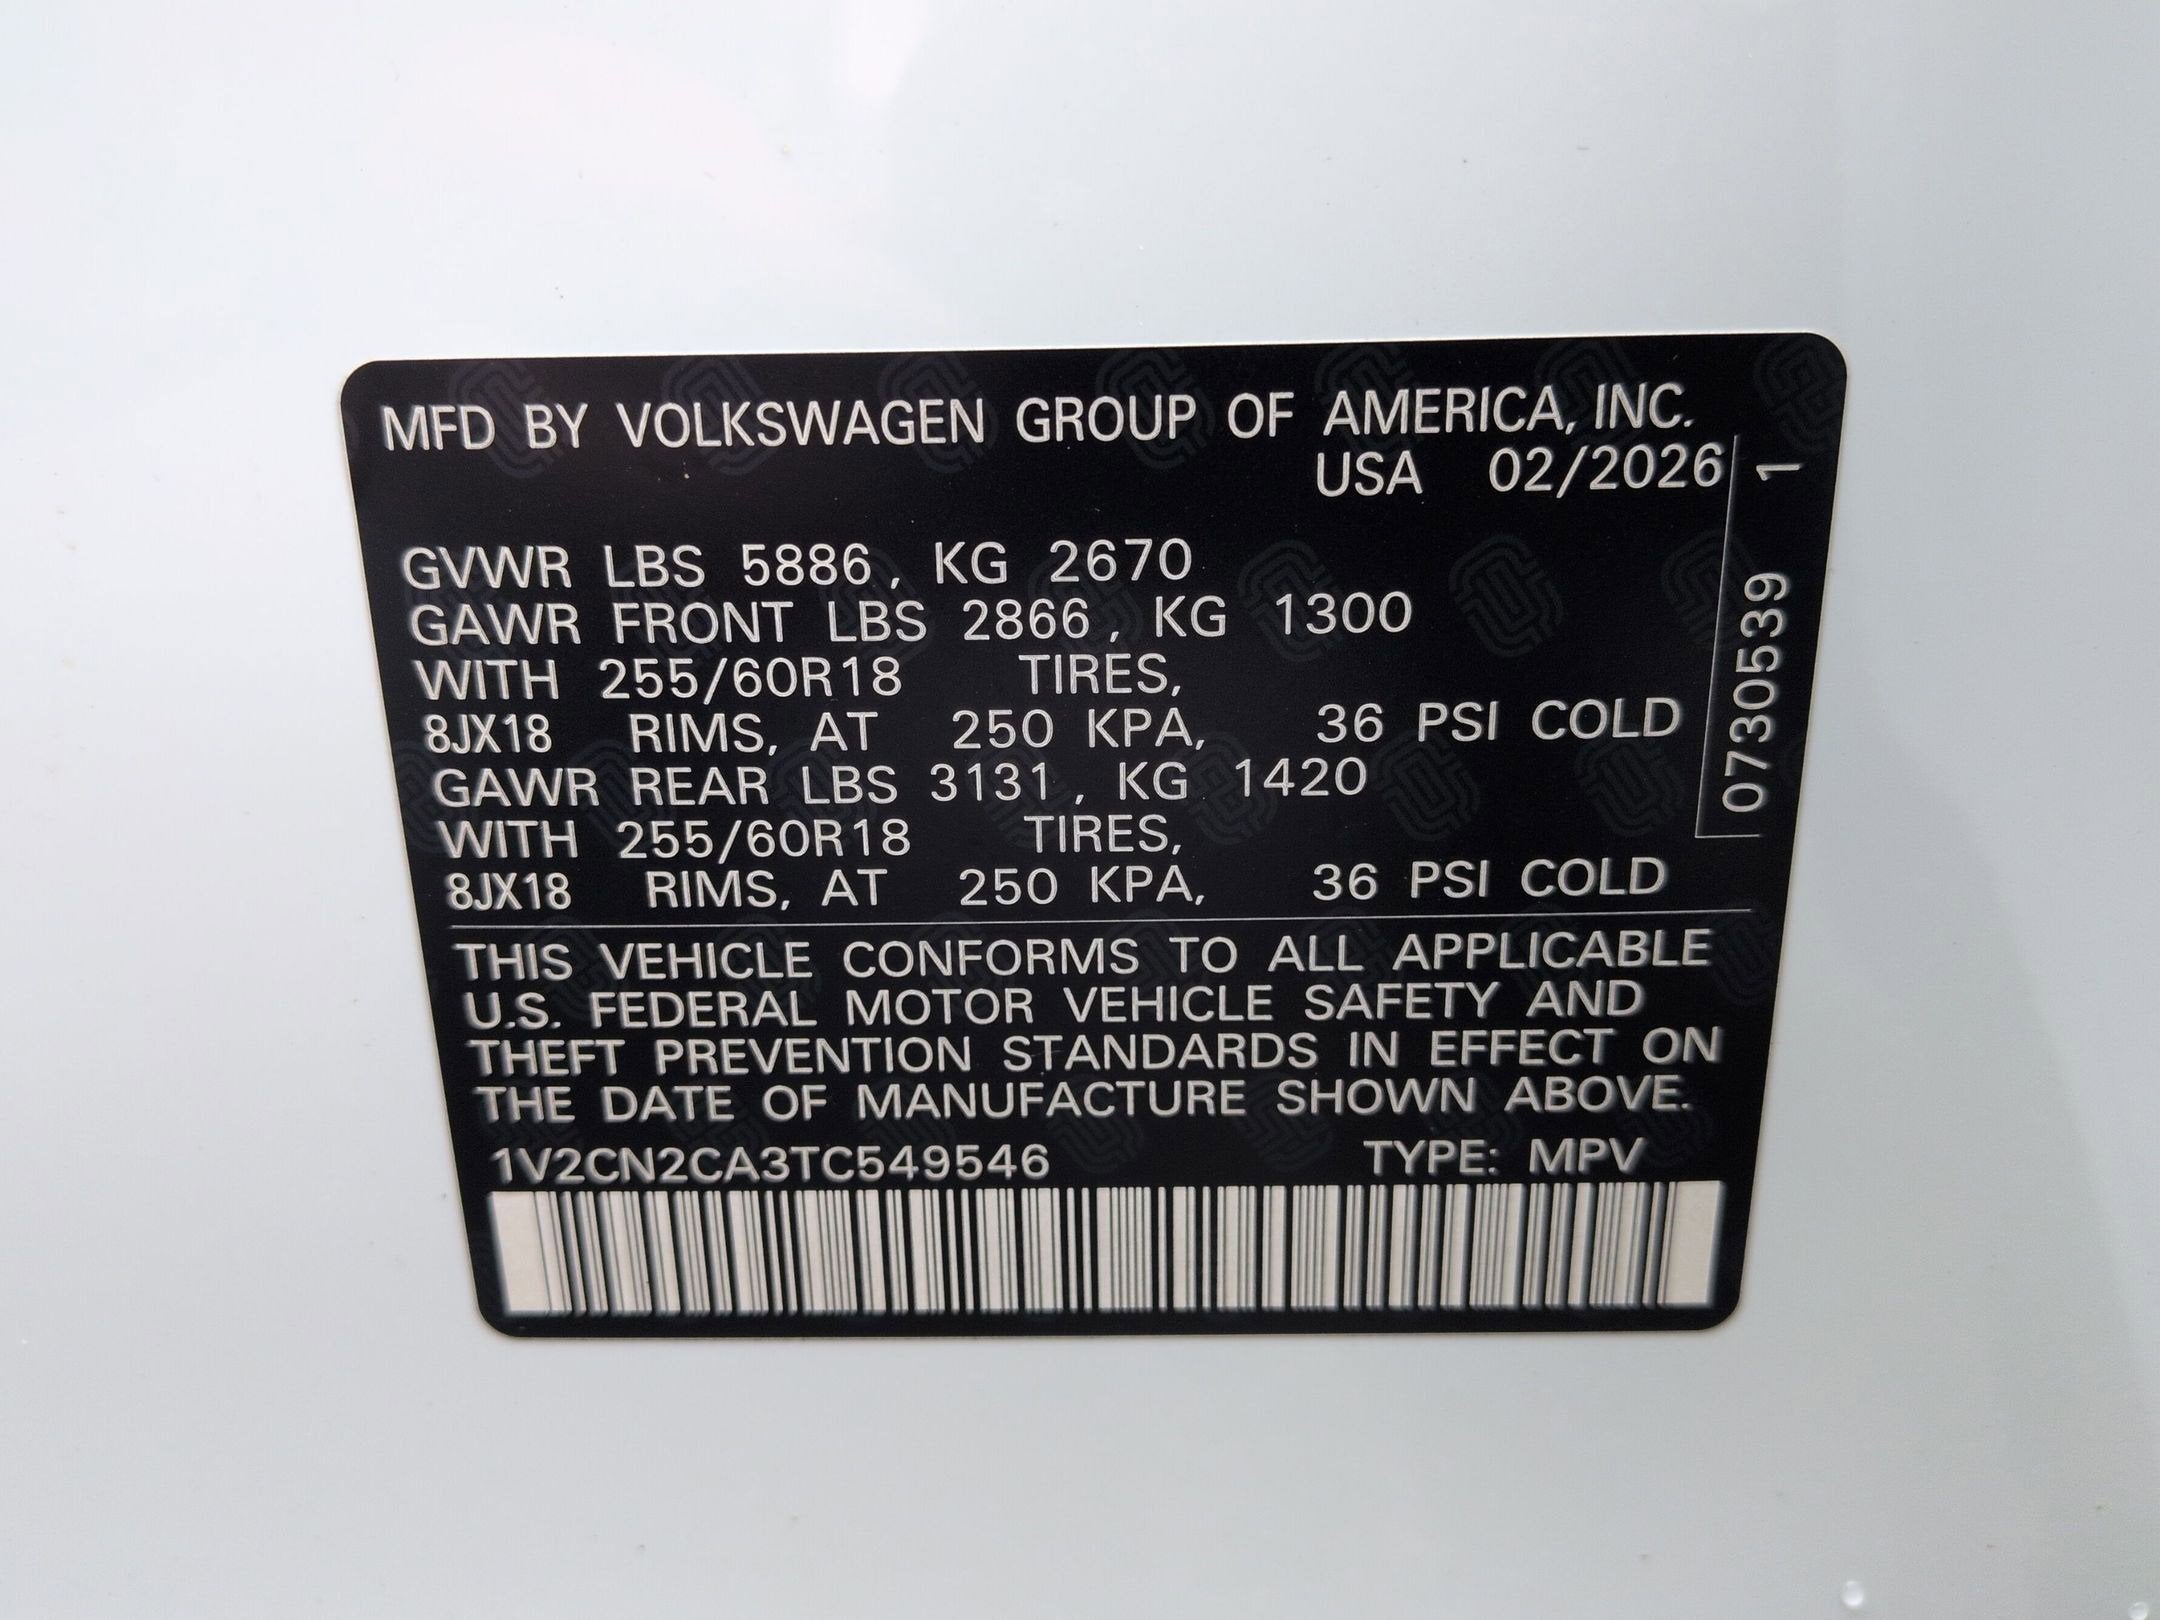 MFD BY VOLKSWAGEN GROUP OF AMERICA, INC.
USA 02/2026
GVWR LBS 5886, KG 2670
GAWR FRONT LBS 2866, KG 1300
WITH 255/60R18 TIRES,
8JX18 RIMS, AT 250 KPA, 36 PSI COLD
GAWR REAR LBS 3131, KG 1420
WITH 255/60R18 TIRES,
8JX18 RIMS, AT 250 KPA, 36 PSI COLD
0730539 1
THIS VEHICLE CONFORMS TO ALL APPLICABLE
U.S. FEDERAL MOTOR VEHICLE SAFETY AND
THEFT PREVENTION STANDARDS IN EFFECT ON
THE DATE OF MANUFACTURE SHOWN ABOVE.
1V2CN2CA3TC549546 TYPE: MPV